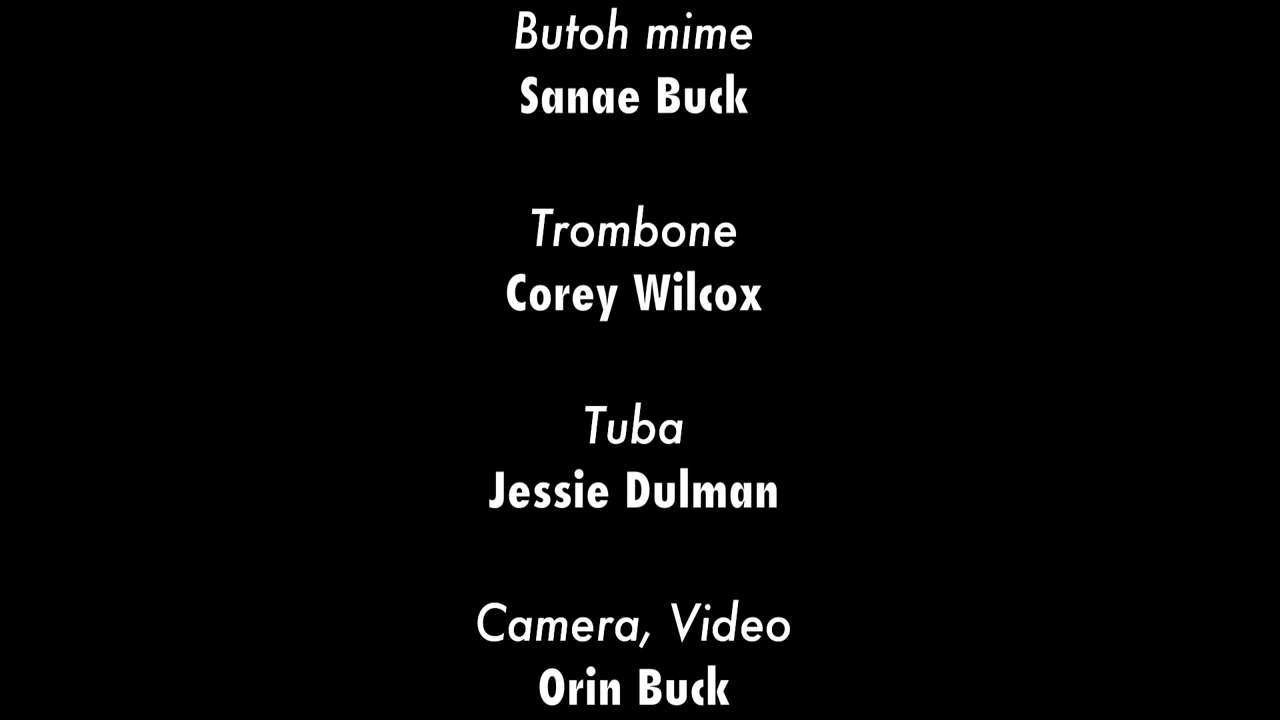 Butoh mime
Sanae Buck
Trombone
Corey Wilcox
Tuba
Jessie Dulman
Camera, Video
Orin Buck